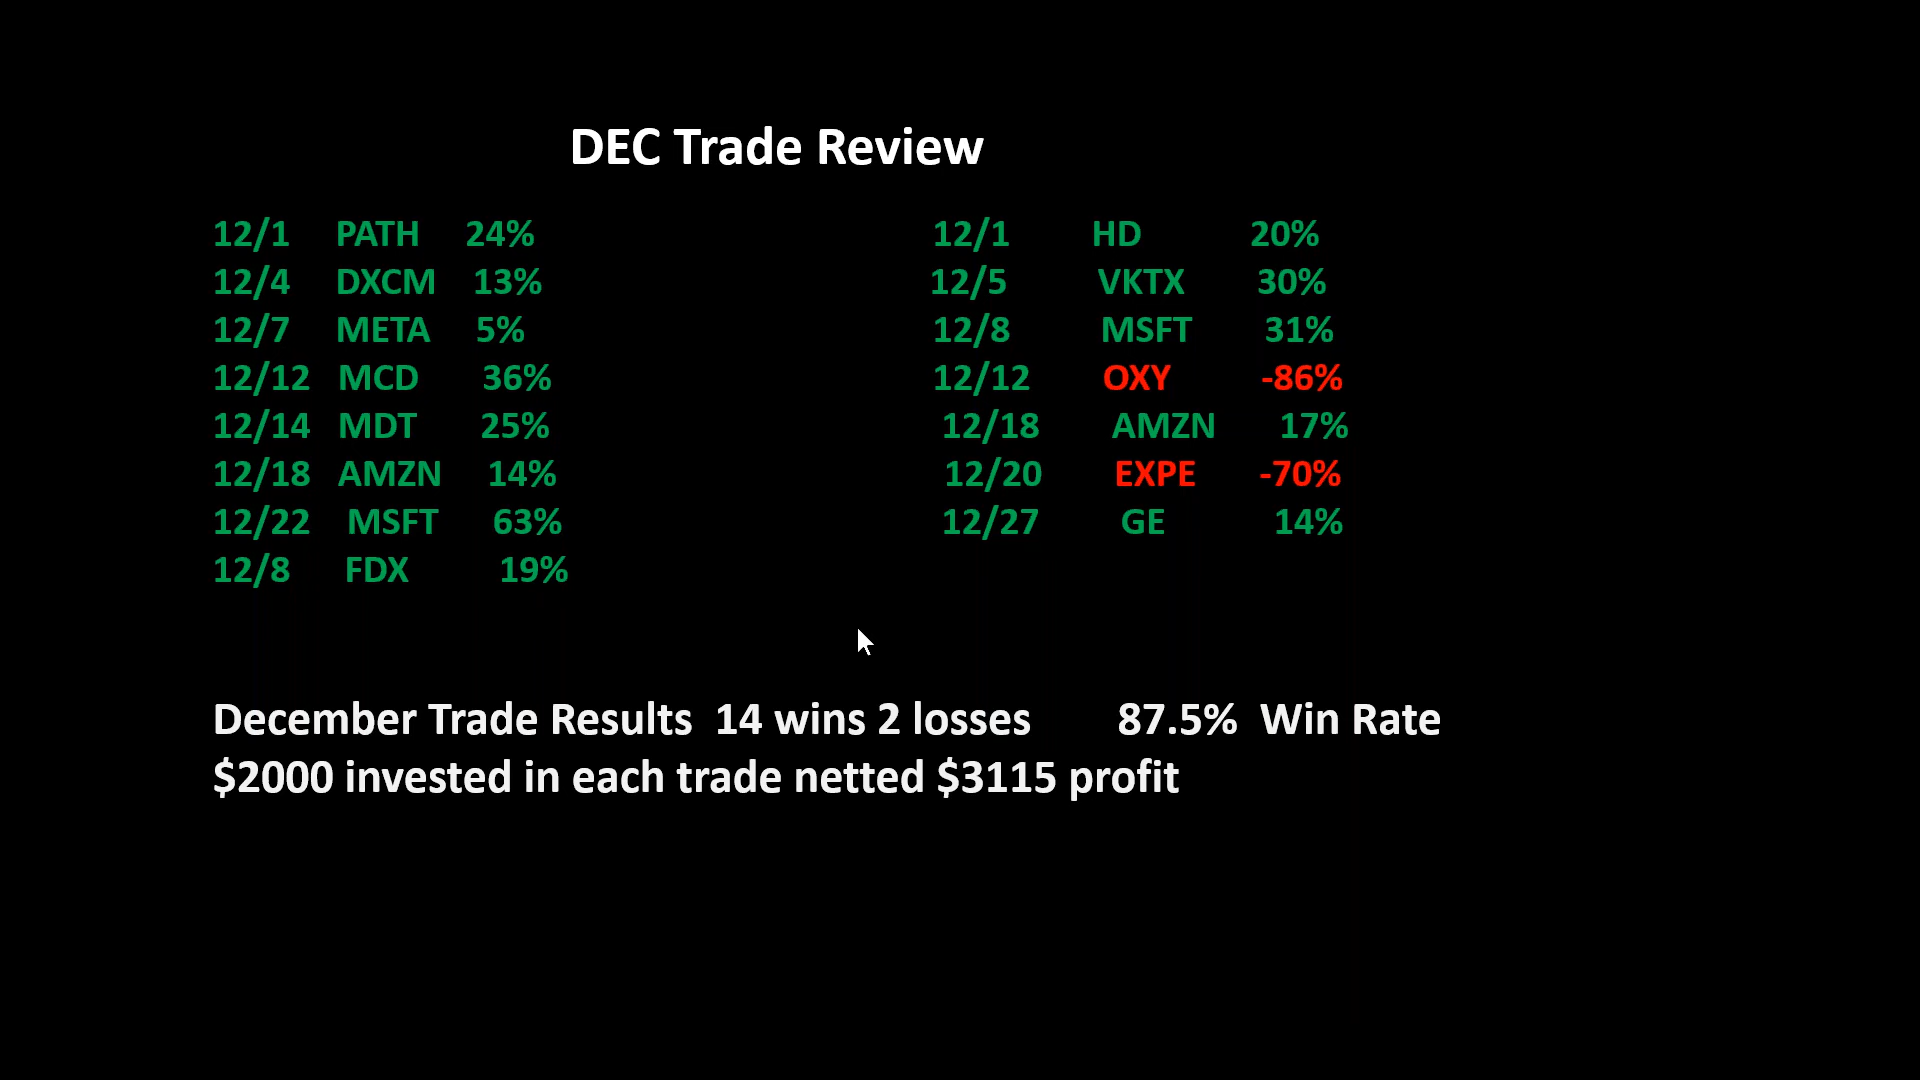 DEC Trade Review
12/1 PATH 24% 12/1 HD 20%
12/4 DXCM 13% 12/5 VKTX 30%
12/7 META 5% 12/8 MSFT 31%
12/12 MCD 36% 12/12 OXY -86%
12/14 MDT 25% 12/18 AMZN 17%
12/18 AMZN 14% 12/20 EXPE -70%
12/22 MSFT 63% 12/27 GE 14%
12/8 FDX 19%
December Trade Results 14 wins 2 losses 87.5% Win Rate
$2000 invested in each trade netted $3115 profit